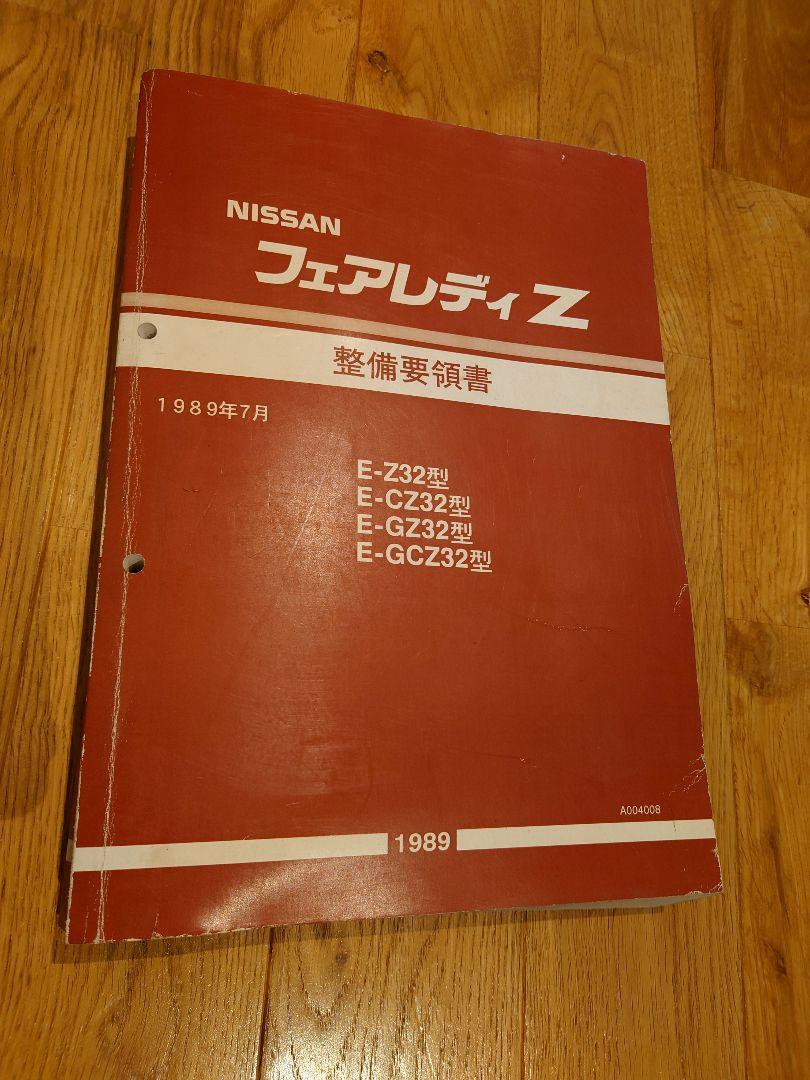 NISSAN
フェアレディZ
整備要領書
1989年7月
E-Z32型
E-CZ32型
E-GZ32型
E-GCZ32型
A004008
1989